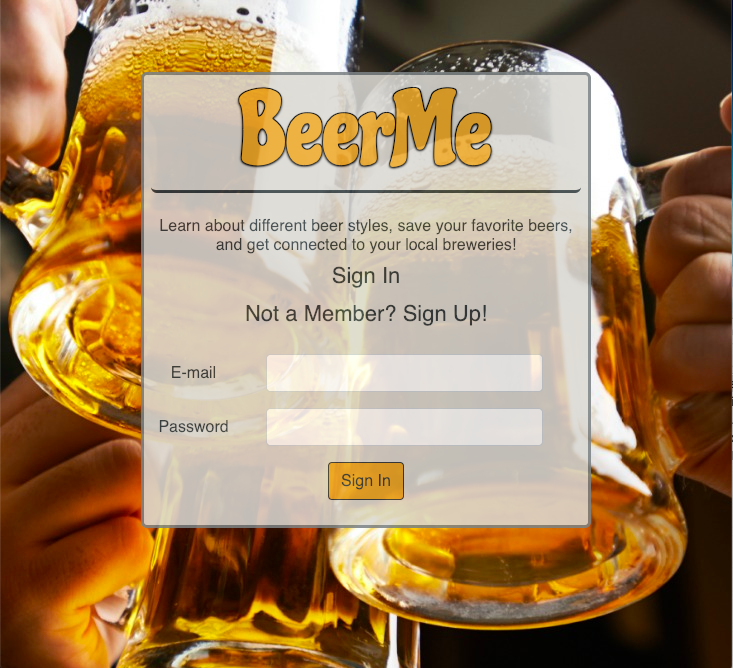 BeerMe
Learn about different beer styles, save your favorite beers,
and get connected to your local breweries!
Sign In
Not a Member? Sign Up!
E-mail
Password
Sign In